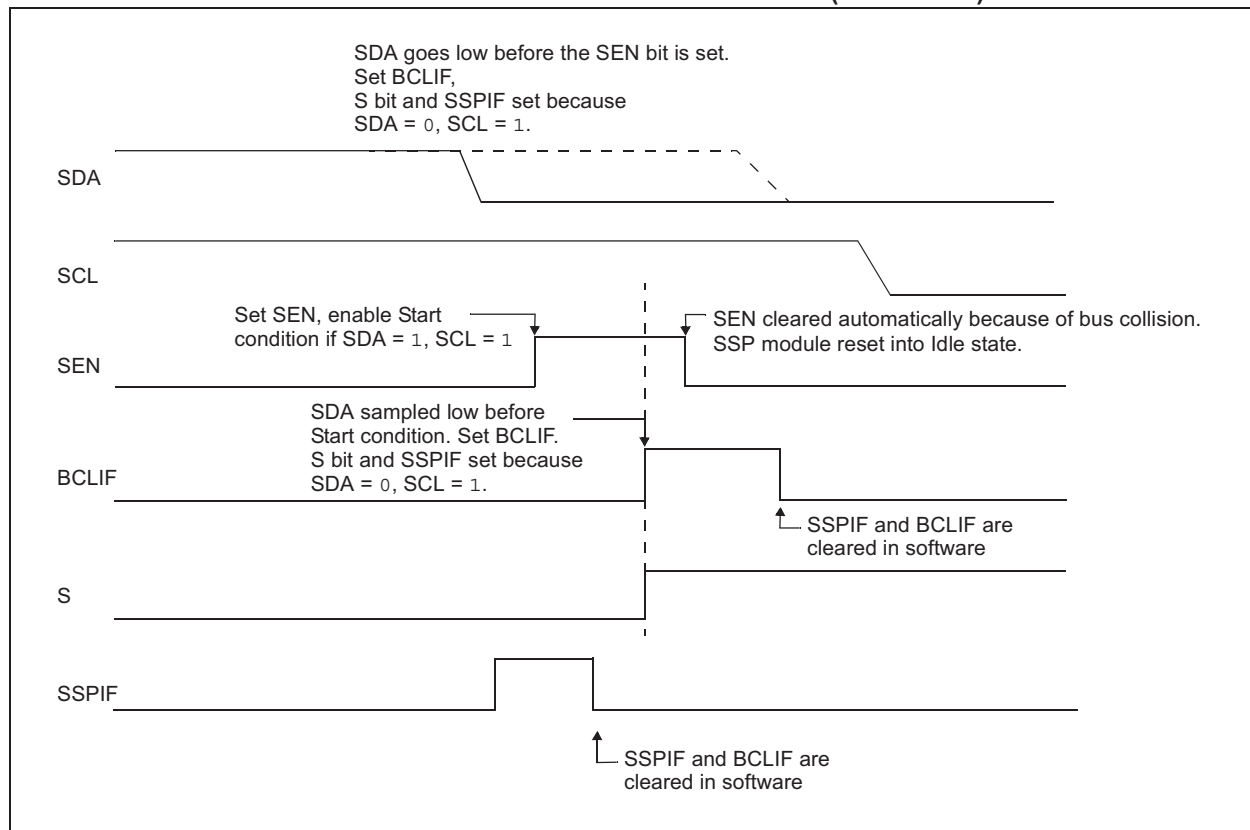 SDA goes low before the SEN bit is set.
Set BCLIF,
S bit and SSPIF set because
SDA = 0, SCL = 1.
SDA
SCL
Set SEN, enable Start
condition if SDA = 1, SCL = 1
SEN cleared automatically because of bus collision.
SSP module reset into Idle state.
SEN
SDA sampled low before
Start condition. Set BCLIF.
S bit and SSPIF set because
SDA = 0, SCL = 1.
BCLIF
SSPIF and BCLIF are
cleared in software
S
SSPIF
SSPIF and BCLIF are
cleared in software